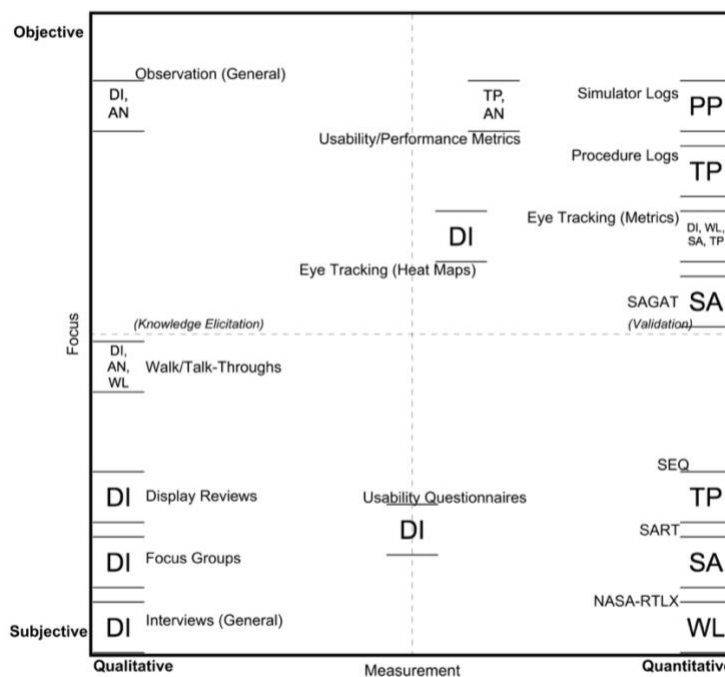 Objective
Observation (General)
DI,
AN
TP,
AN
Usability/Performance Metrics
Simulator Logs
PP
Procedure Logs
TP
Eye Tracking (Metrics)
DI, WL,
SA, TP
DI
Eye Tracking (Heat Maps)
SAGAT
SA
(Knowledge Elicitation)
(Validation)
Focus
DI,
AN,
WL
Walk/Talk-Throughs
SEQ
TP
DI
Display Reviews
Usability Questionnaires
DI
SART
SA
DI
Focus Groups
NASA-RTLX
WL
DI
Interviews (General)
Subjective
Qualitative
Measurement
Quantitative